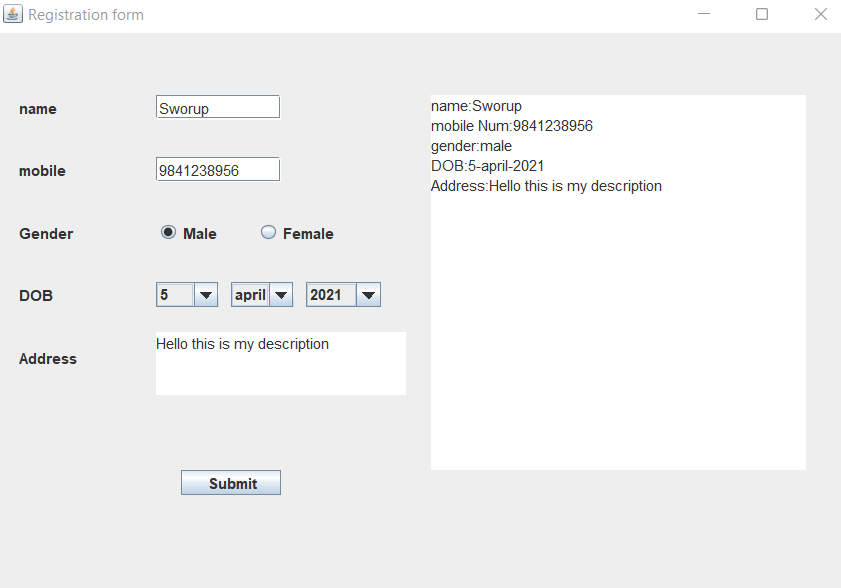 Registration form
name
Sworup
mobile
9841238956
Gender
Male
Female
DOB
5
april
2021
Address
Hello this is my description
Submit
name:Sworup
mobile Num:9841238956
gender:male
DOB:5-april-2021
Address:Hello this is my description